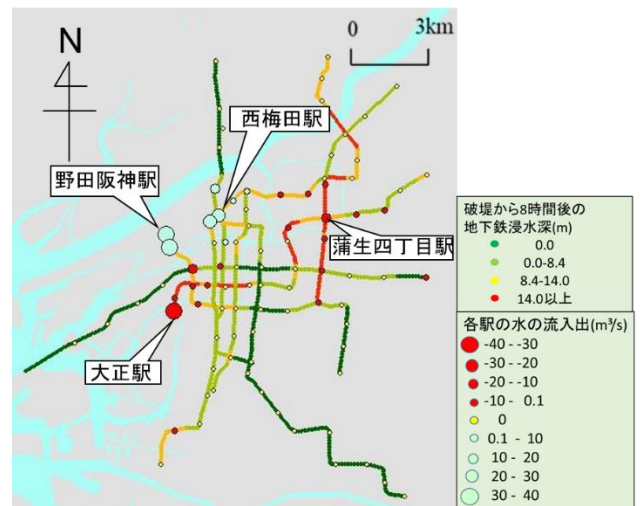 N
0 3km
西梅田駅
野田阪神駅
蒲生四丁目駅
大正駅
破堤から8時間後の
地下鉄浸水深(m)
0.0
0.0-8.4
8.4-14.0
14.0以上
各駅の水の流入出(m³/s)
-40 - -30
-30 - -20
-20 - -10
-10 - 0.1
0
0.1 - 10
10 - 20
20 - 30
30 - 40